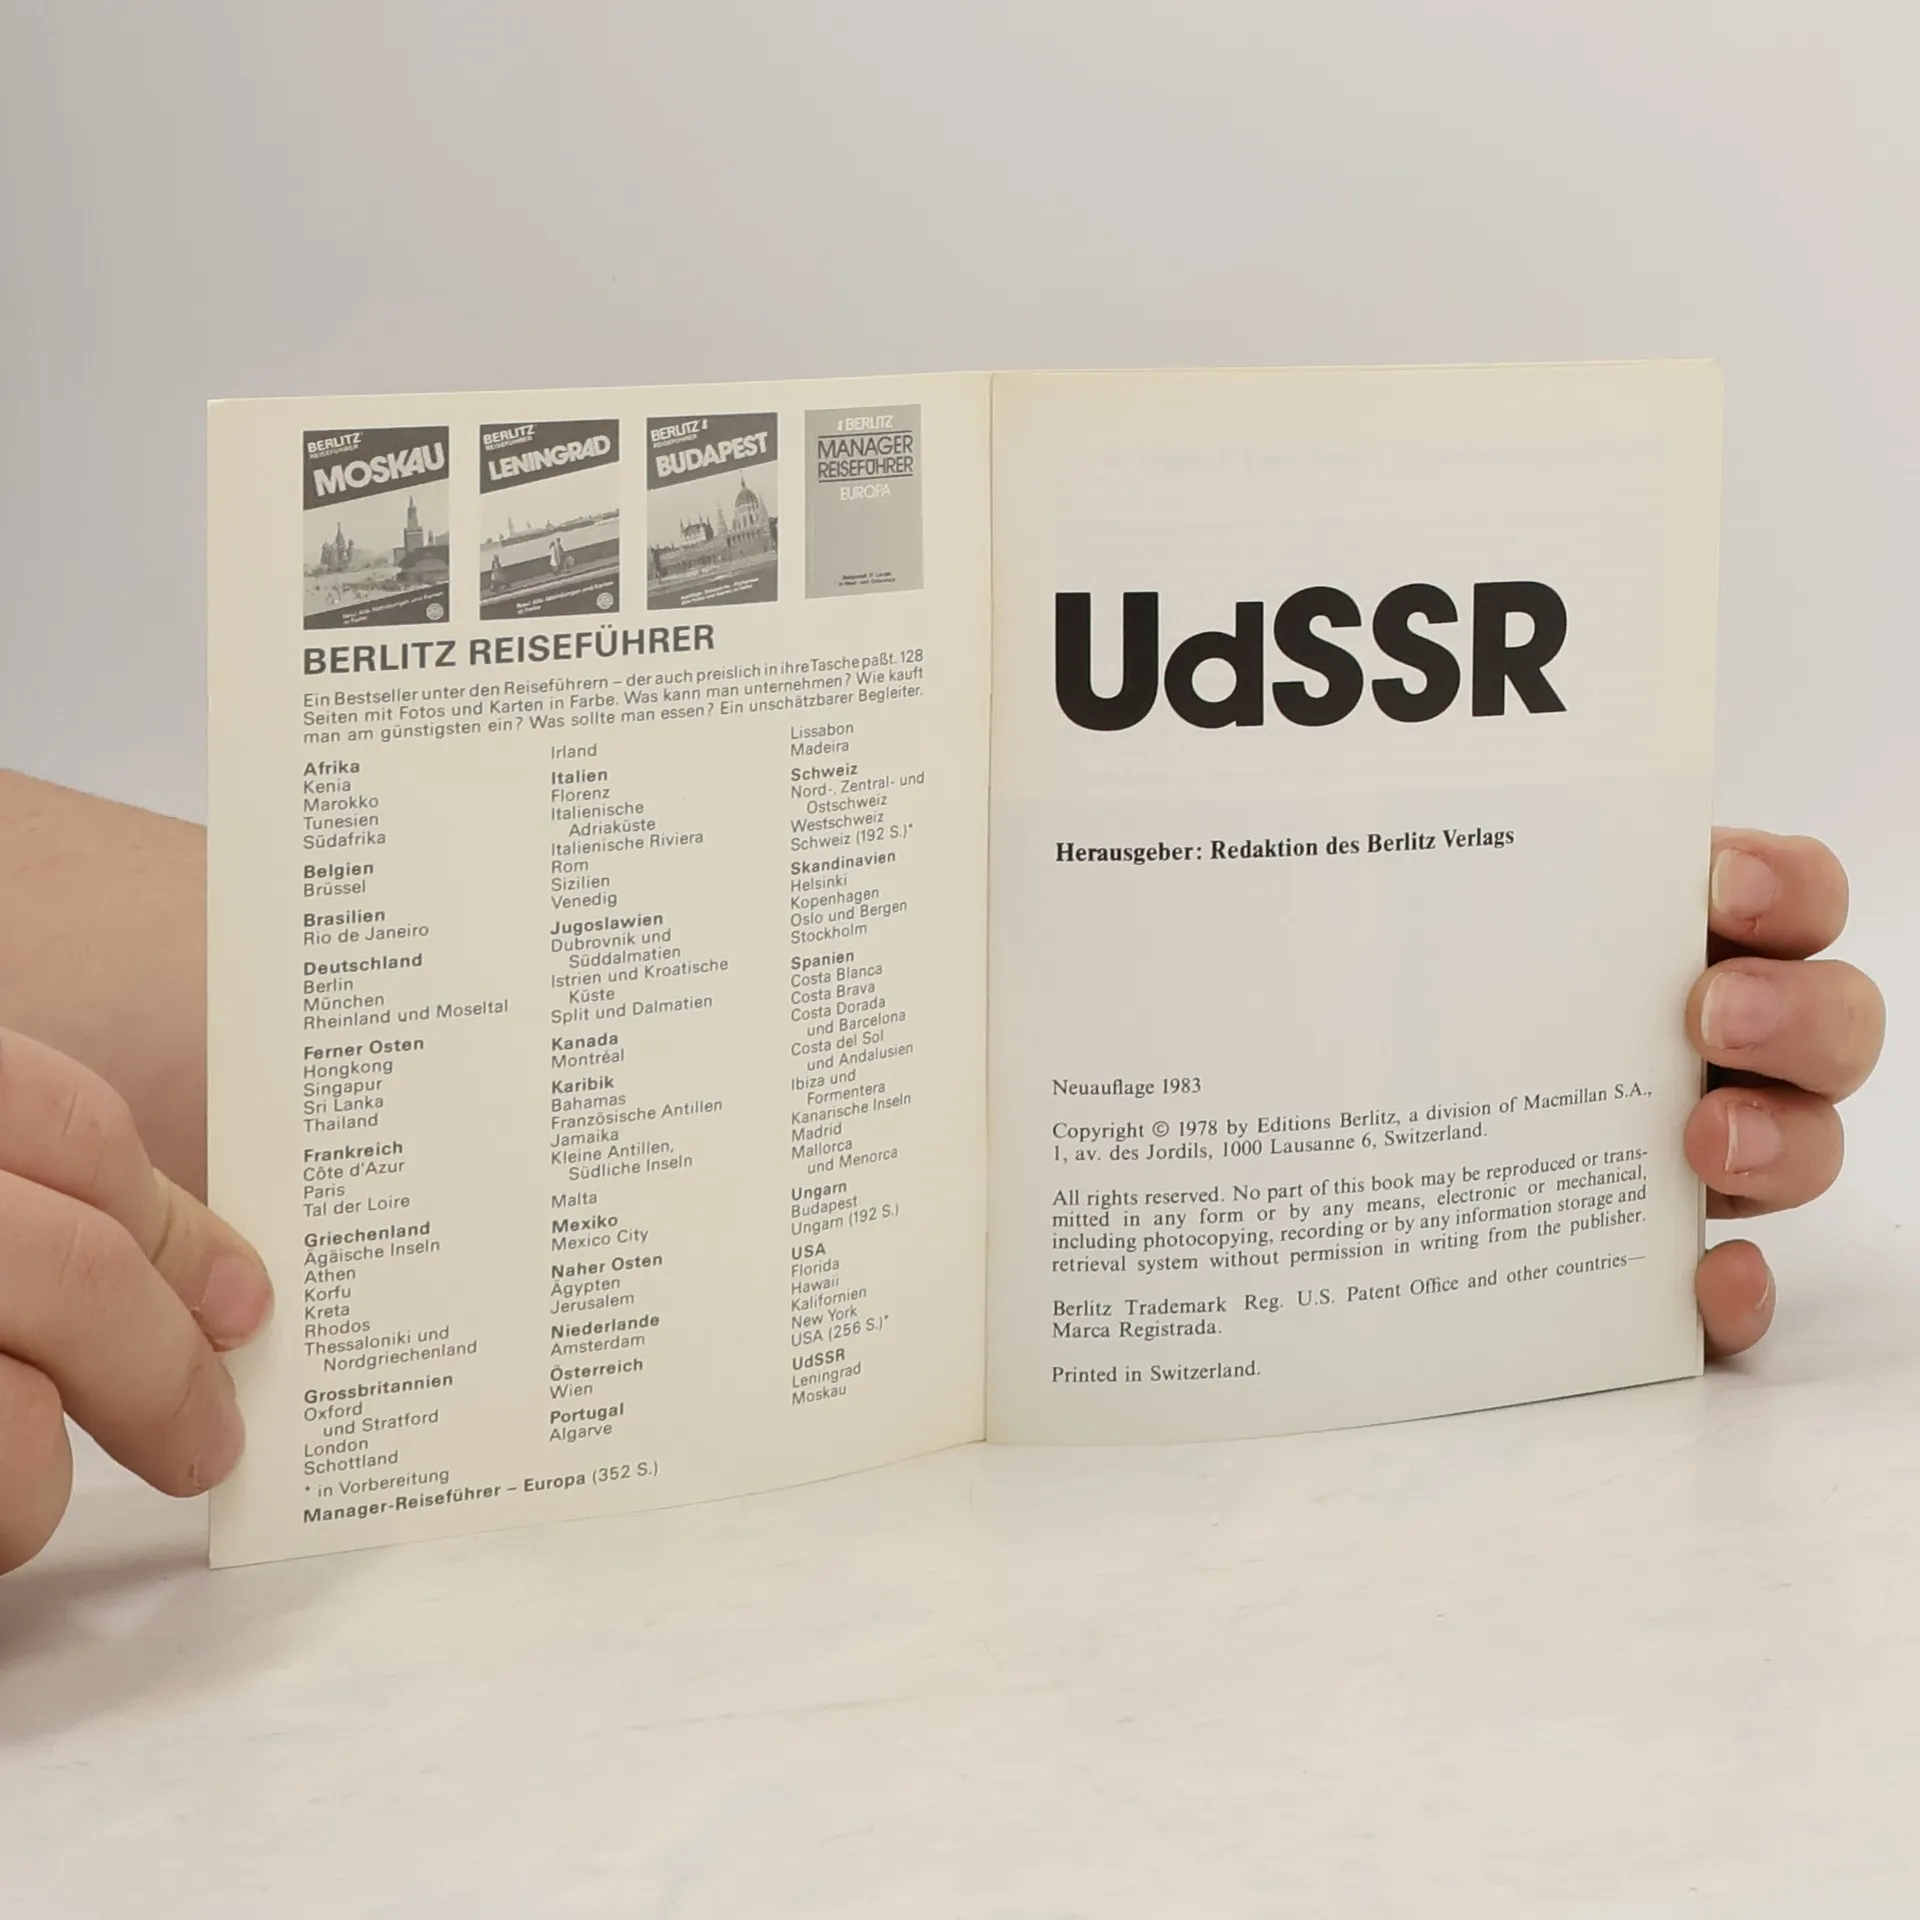 BERLITZ
REISEFÜHRER
MOSKAU
BERLITZ
REISEFÜHRER
LENINGRAD
BERLITZ
REISEFÜHRER
BUDAPEST
BERLITZ
MANAGER
REISEFÜHRER
EUROPA
BERLITZ REISEFÜHRER
Ein Bestseller unter den Reiseführern – der auch preislich in ihre Tasche paßt. 128
Seiten mit Fotos und Karten in Farbe. Was kann man unternehmen? Wie kauft
man am günstigsten ein? Was sollte man essen? Ein unschätzbarer Begleiter.
Afrika
Kenia
Marokko
Tunesien
Südafrika
Belgien
Brüssel
Brasilien
Rio de Janeiro
Deutschland
Berlin
München
Rheinland und Moseltal
Ferner Osten
Hongkong
Singapur
Sri Lanka
Thailand
Frankreich
Côte d'Azur
Paris
Tal der Loire
Griechenland
Ägäische Inseln
Athen
Korfu
Kreta
Rhodos
Thessaloniki und
Nordgriechenland
Grossbritannien
Oxford
und Stratford
London
Schottland
* in Vorbereitung
Manager-Reiseführer – Europa (352 S.)
Irland
Italien
Florenz
Italienische
Adriaküste
Italienische Riviera
Rom
Sizilien
Venedig
Jugoslawien
Dubrovnik und
Süddalmatien
Istrien und Kroatische
Küste
Split und Dalmatien
Kanada
Montréal
Karibik
Bahamas
Französische Antillen
Jamaika
Kleine Antillen,
Südliche Inseln
Malta
Mexiko
Mexico City
Naher Osten
Ägypten
Jerusalem
Niederlande
Amsterdam
Österreich
Wien
Portugal
Algarve
Lissabon
Madeira
Schweiz
Nord-, Zentral- und
Ostschweiz
Westschweiz
Schweiz (192 S.)*
Skandinavien
Helsinki
Kopenhagen
Oslo und Bergen
Stockholm
Spanien
Costa Blanca
Costa Brava
Costa Dorada
und Barcelona
Costa del Sol
und Andalusien
Ibiza und
Formentera
Kanarische Inseln
Madrid
Mallorca
und Menorca
Ungarn
Budapest
Ungarn (192 S.)
USA
Florida
Hawaii
Kalifornien
New York
USA (256 S.)*
UdSSR
Leningrad
Moskau
UdSSR
Herausgeber: Redaktion des Berlitz Verlags
Neuauflage 1983
Copyright © 1978 by Editions Berlitz, a division of Macmillan S.A.,
1, av. des Jordils, 1000 Lausanne 6, Switzerland.
All rights reserved. No part of this book may be reproduced or trans-
mitted in any form or by any means, electronic or mechanical,
including photocopying, recording or by any information storage and
retrieval system without permission in writing from the publisher.
Berlitz Trademark Reg. U.S. Patent Office and other countries—
Marca Registrada.
Printed in Switzerland.